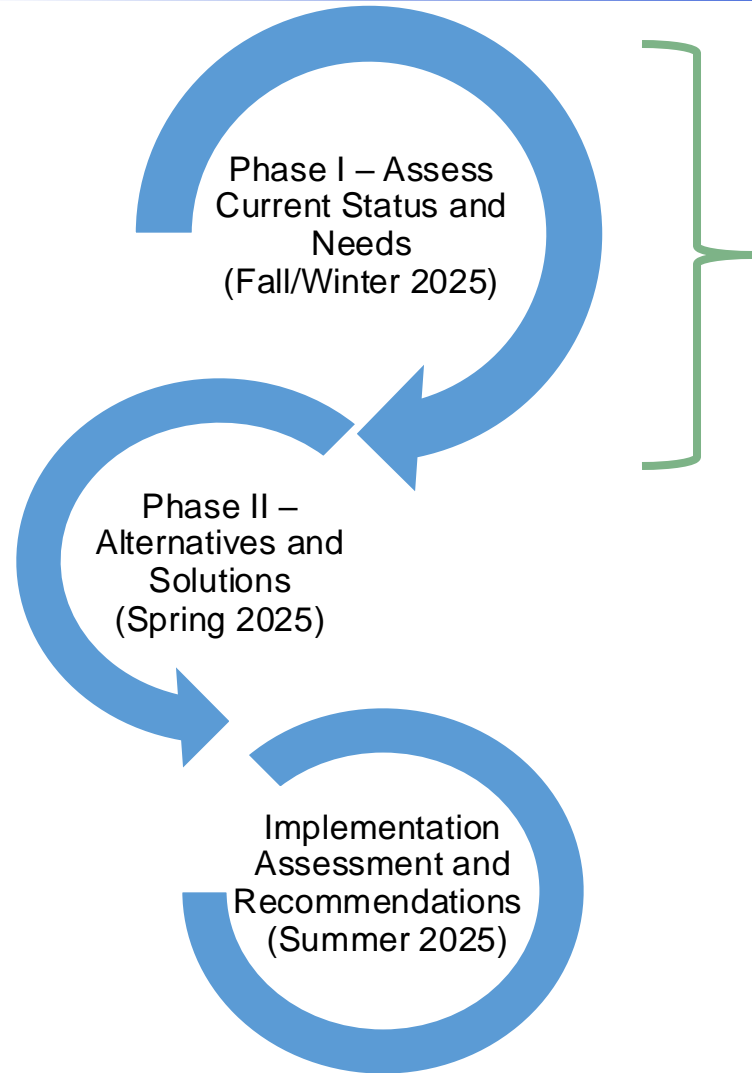 Phase I – Assess
Current Status and
Needs
(Fall/Winter 2025)
Phase II –
Alternatives and
Solutions
(Spring 2025)
Implementation
Assessment and
Recommendations
(Summer 2025)